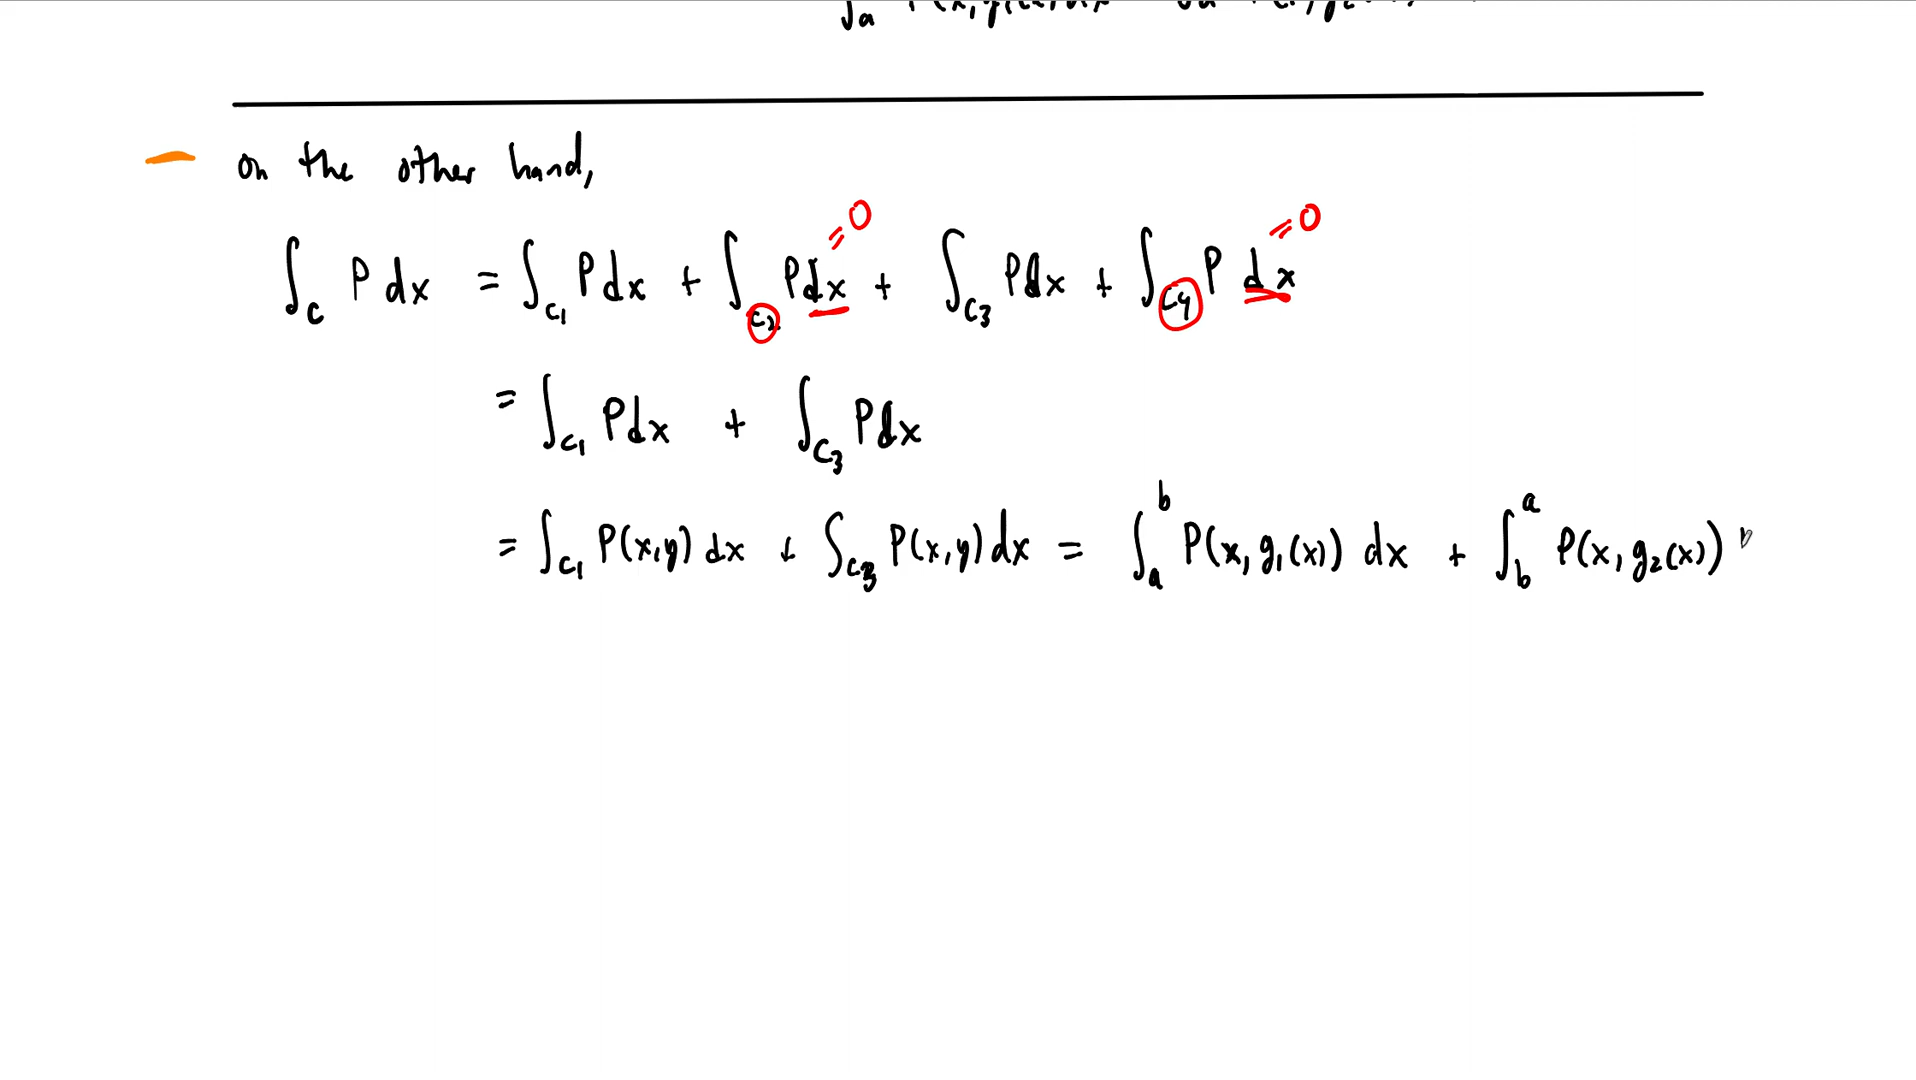 on the other hand,
∫_C P dx = ∫_{C1} P dx + ∫_{C2} P dx =0 + ∫_{C3} P dx + ∫_{C4} P dx =0
= ∫_{C1} P dx + ∫_{C3} P dx
= ∫_{C1} P(x,y) dx + ∫_{C3} P(x,y) dx = ∫_a^b P(x, g₁(x)) dx + ∫_b^a P(x, g₂(x))